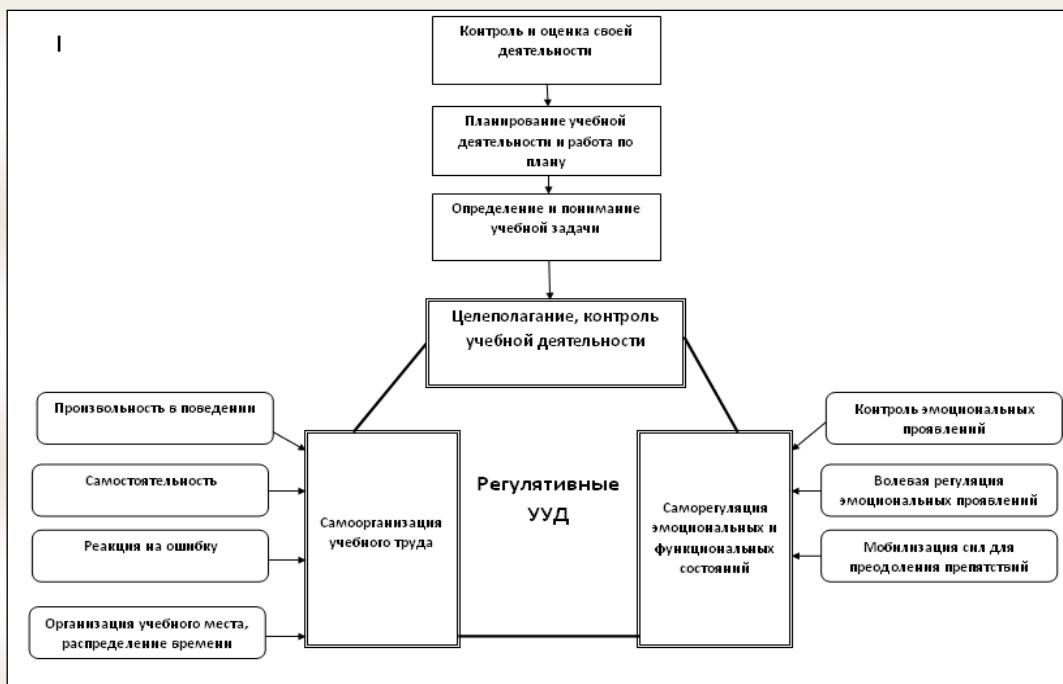 I
Контроль и оценка своей
деятельности
Планирование учебной
деятельности и работа по
плану
Определение и понимание
учебной задачи
Целеполагание, контроль
учебной деятельности
Произвольность в поведении
Самостоятельность
Реакция на ошибку
Организация учебного места,
распределение времени
Самоорганизация
учебного труда
Регулятивные
УУД
Саморегуляция
эмоциональных и
функциональных
состояний
Контроль эмоциональных
проявлений
Волевая регуляция
эмоциональных проявлений
Мобилизация сил для
преодоления препятствий